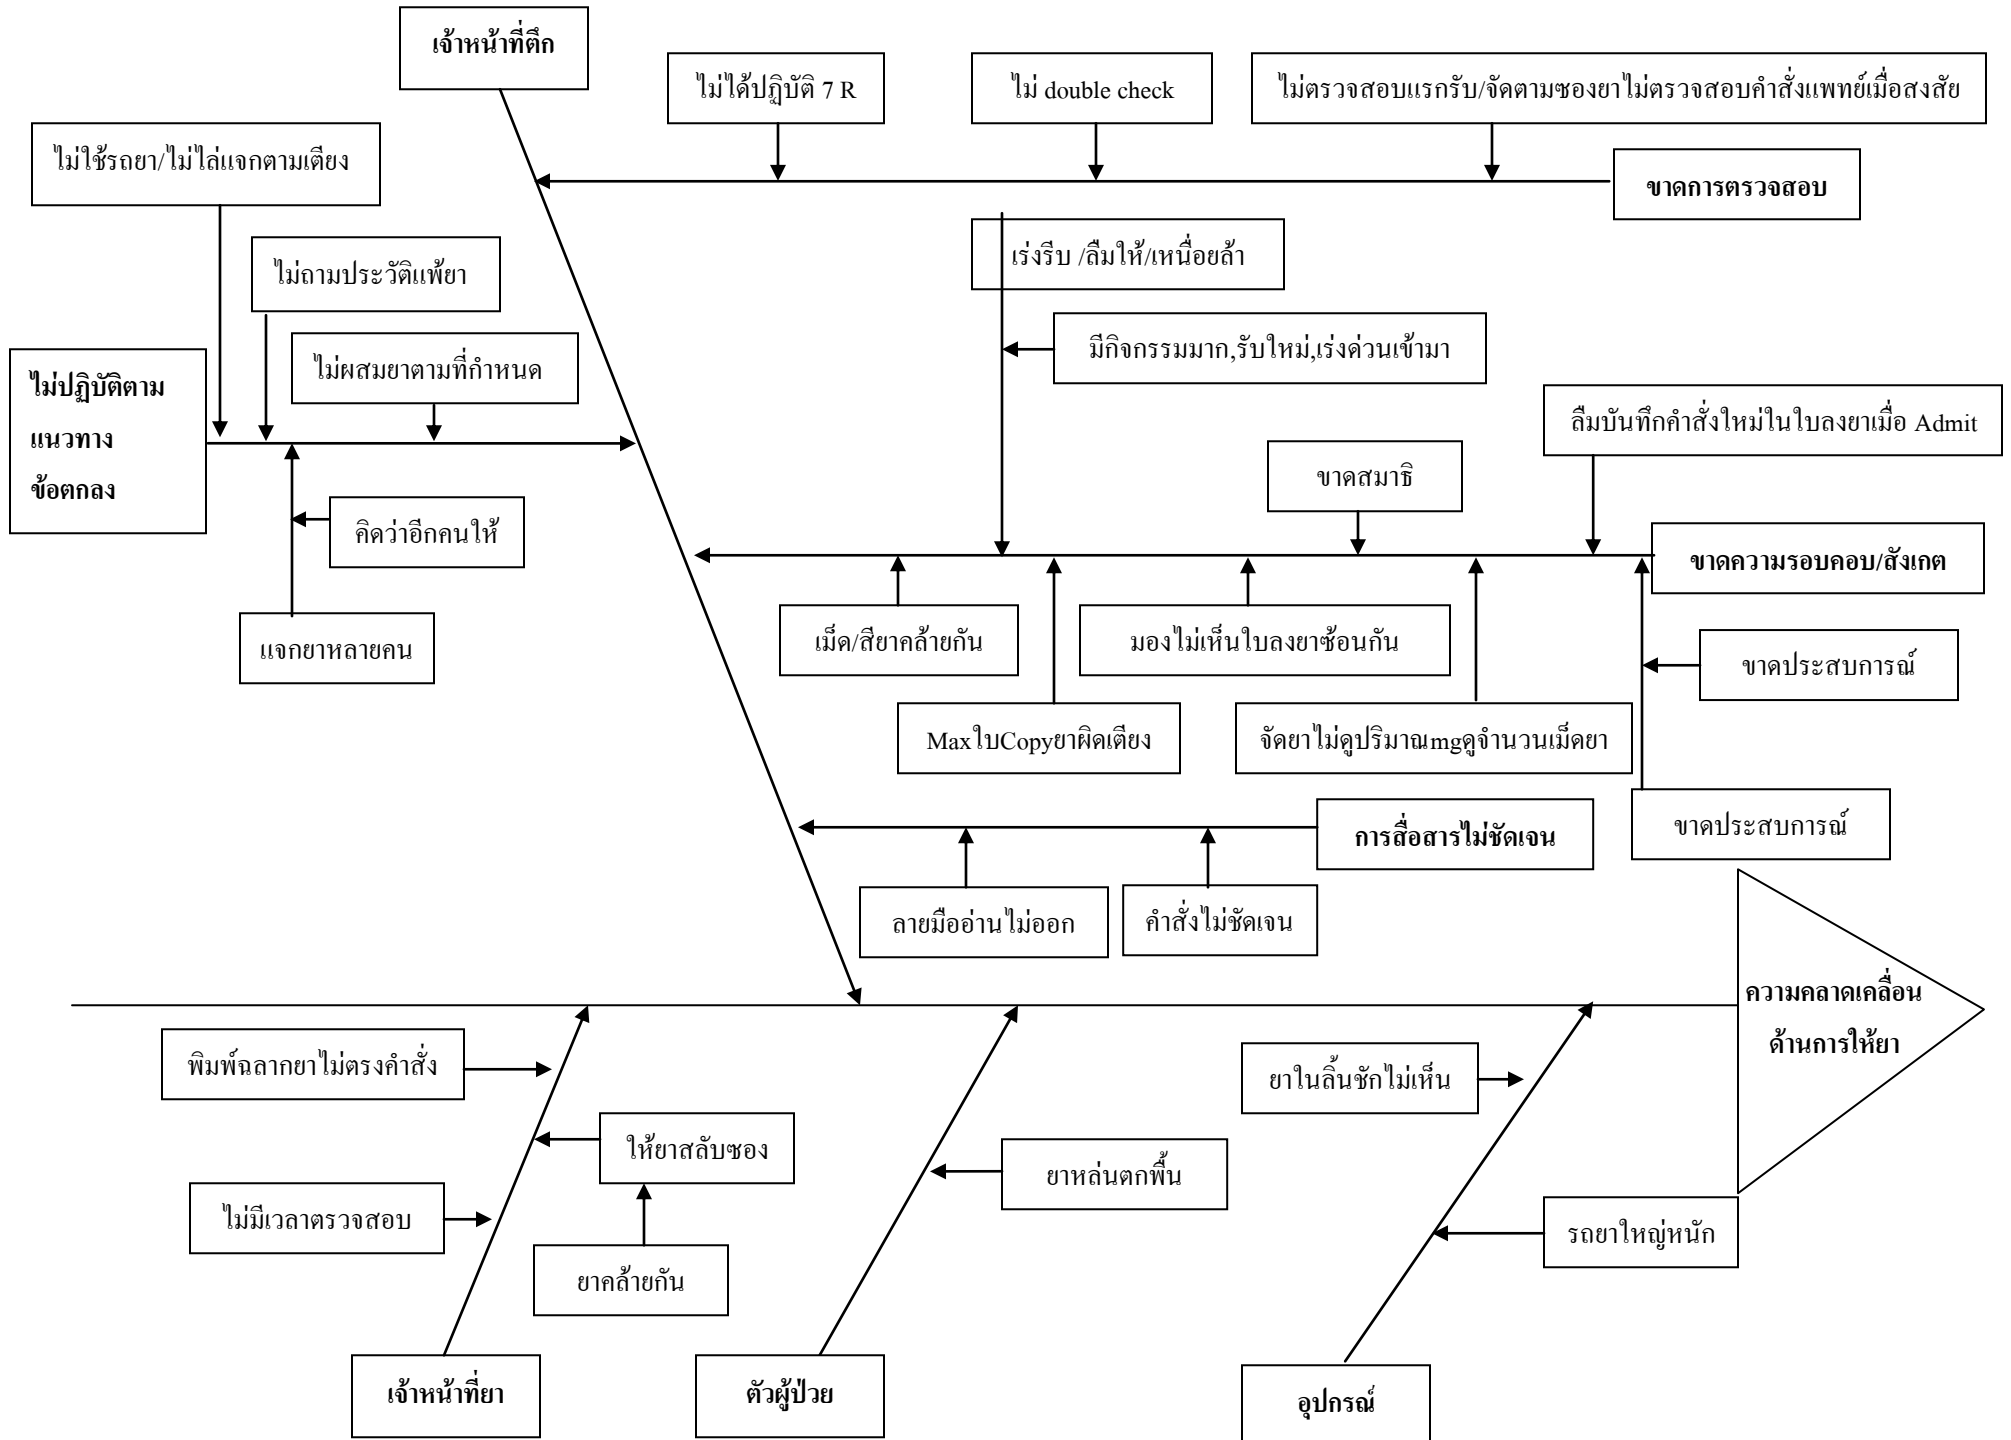 เจ้าหน้าที่ตึก
ไม่ได้ปฏิบัติ 7 R
ไม่ double check
ไม่ตรวจสอบแรกรับ/จัดตามซองยาไม่ตรวจสอบคำสั่งแพทย์เมื่อสงสัย
ไม่ใช้รถยา/ไม่ไล่แจกตามเตียง
ขาดการตรวจสอบ
ไม่ถามประวัติแพ้ยา
เร่งรีบ /ลืมให้/เหนื่อยล้า
ไม่ผสมยาตามที่กำหนด
มีกิจกรรมมาก,รับใหม่,เร่งด่วนเข้ามา
ไม่ปฏิบัติตาม
แนวทาง
ข้อตกลง
ลืมบันทึกคำสั่งใหม่ในใบลงยาเมื่อ Admit
ขาดสมาธิ
คิดว่าอีกคนให้
ขาดความรอบคอบ/สังเกต
แจกยาหลายคน
เม็ด/สียาคล้ายกัน
มองไม่เห็นใบลงยาซ้อนกัน
ขาดประสบการณ์
MaxใบCopyยาผิดเตียง
จัดยาไม่ดูปริมาณmgดูจำนวนเม็ดยา
การสื่อสารไม่ชัดเจน
ขาดประสบการณ์
ลายมืออ่านไม่ออก
คำสั่งไม่ชัดเจน
ความคลาดเคลื่อน
ด้านการให้ยา
พิมพ์ฉลากยาไม่ตรงคำสั่ง
ยาในลิ้นชักไม่เห็น
ให้ยาสลับซอง
ยาหล่นตกพื้น
ไม่มีเวลาตรวจสอบ
รถยาใหญ่หนัก
ยาคล้ายกัน
เจ้าหน้าที่ยา
ตัวผู้ป่วย
อุปกรณ์